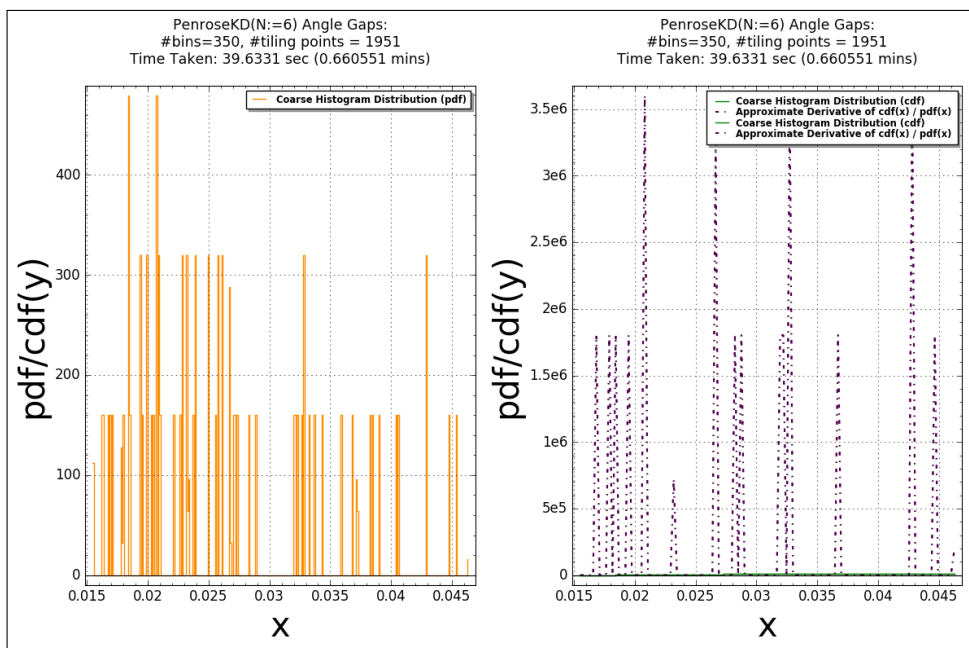 PenroseKD(N:=6) Angle Gaps:
#bins=350, #tiling points = 1951
Time Taken: 39.6331 sec (0.660551 mins)
Coarse Histogram Distribution (pdf)
pdf/cdf(y)
400
300
200
100
0
0.015 0.02 0.025 0.03 0.035 0.04 0.045
x
PenroseKD(N:=6) Angle Gaps:
#bins=350, #tiling points = 1951
Time Taken: 39.6331 sec (0.660551 mins)
Coarse Histogram Distribution (cdf)
Approximate Derivative of cdf(x) / pdf(x)
Coarse Histogram Distribution (cdf)
Approximate Derivative of cdf(x) / pdf(x)
pdf/cdf(y)
3.5e6
3e6
2.5e6
2e6
1.5e6
1e6
5e5
0
0.015 0.02 0.025 0.03 0.035 0.04 0.045
x